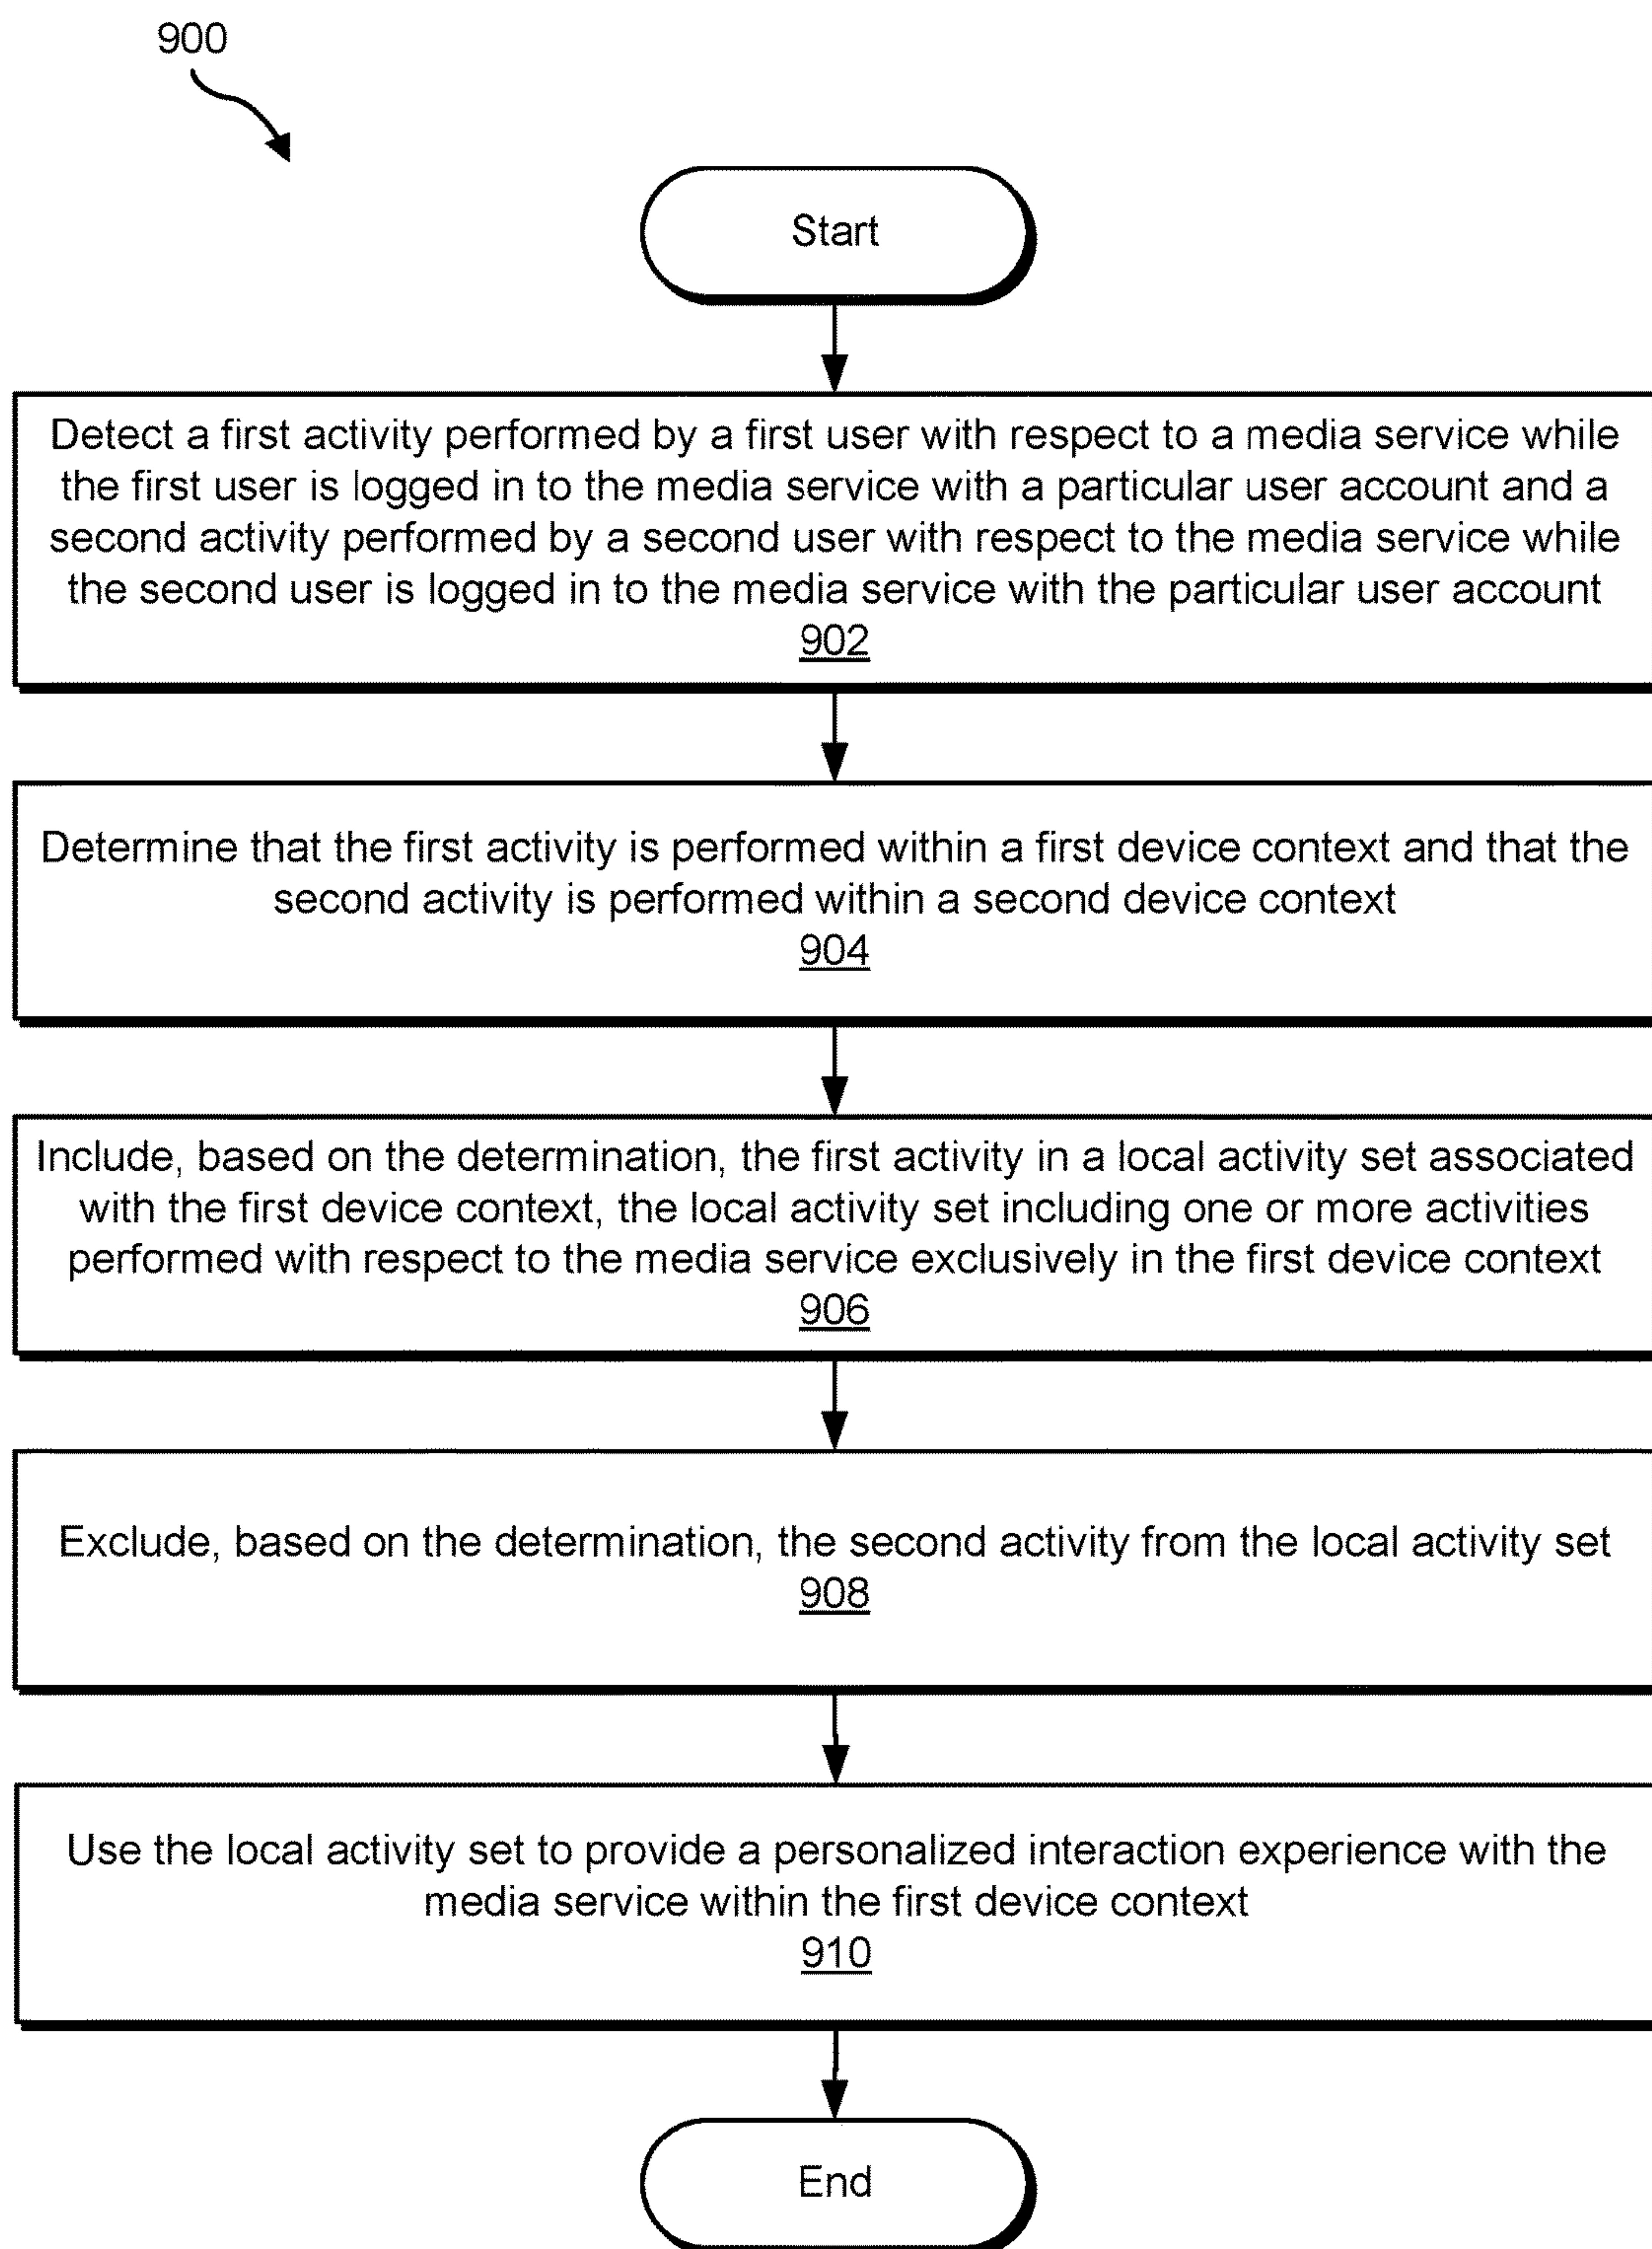 900
Start
Detect a first activity performed by a first user with respect to a media service while
the first user is logged in to the media service with a particular user account and a
second activity performed by a second user with respect to the media service while
the second user is logged in to the media service with the particular user account
902
Determine that the first activity is performed within a first device context and that the
second activity is performed within a second device context
904
Include, based on the determination, the first activity in a local activity set associated
with the first device context, the local activity set including one or more activities
performed with respect to the media service exclusively in the first device context
906
Exclude, based on the determination, the second activity from the local activity set
908
Use the local activity set to provide a personalized interaction experience with the
media service within the first device context
910
End